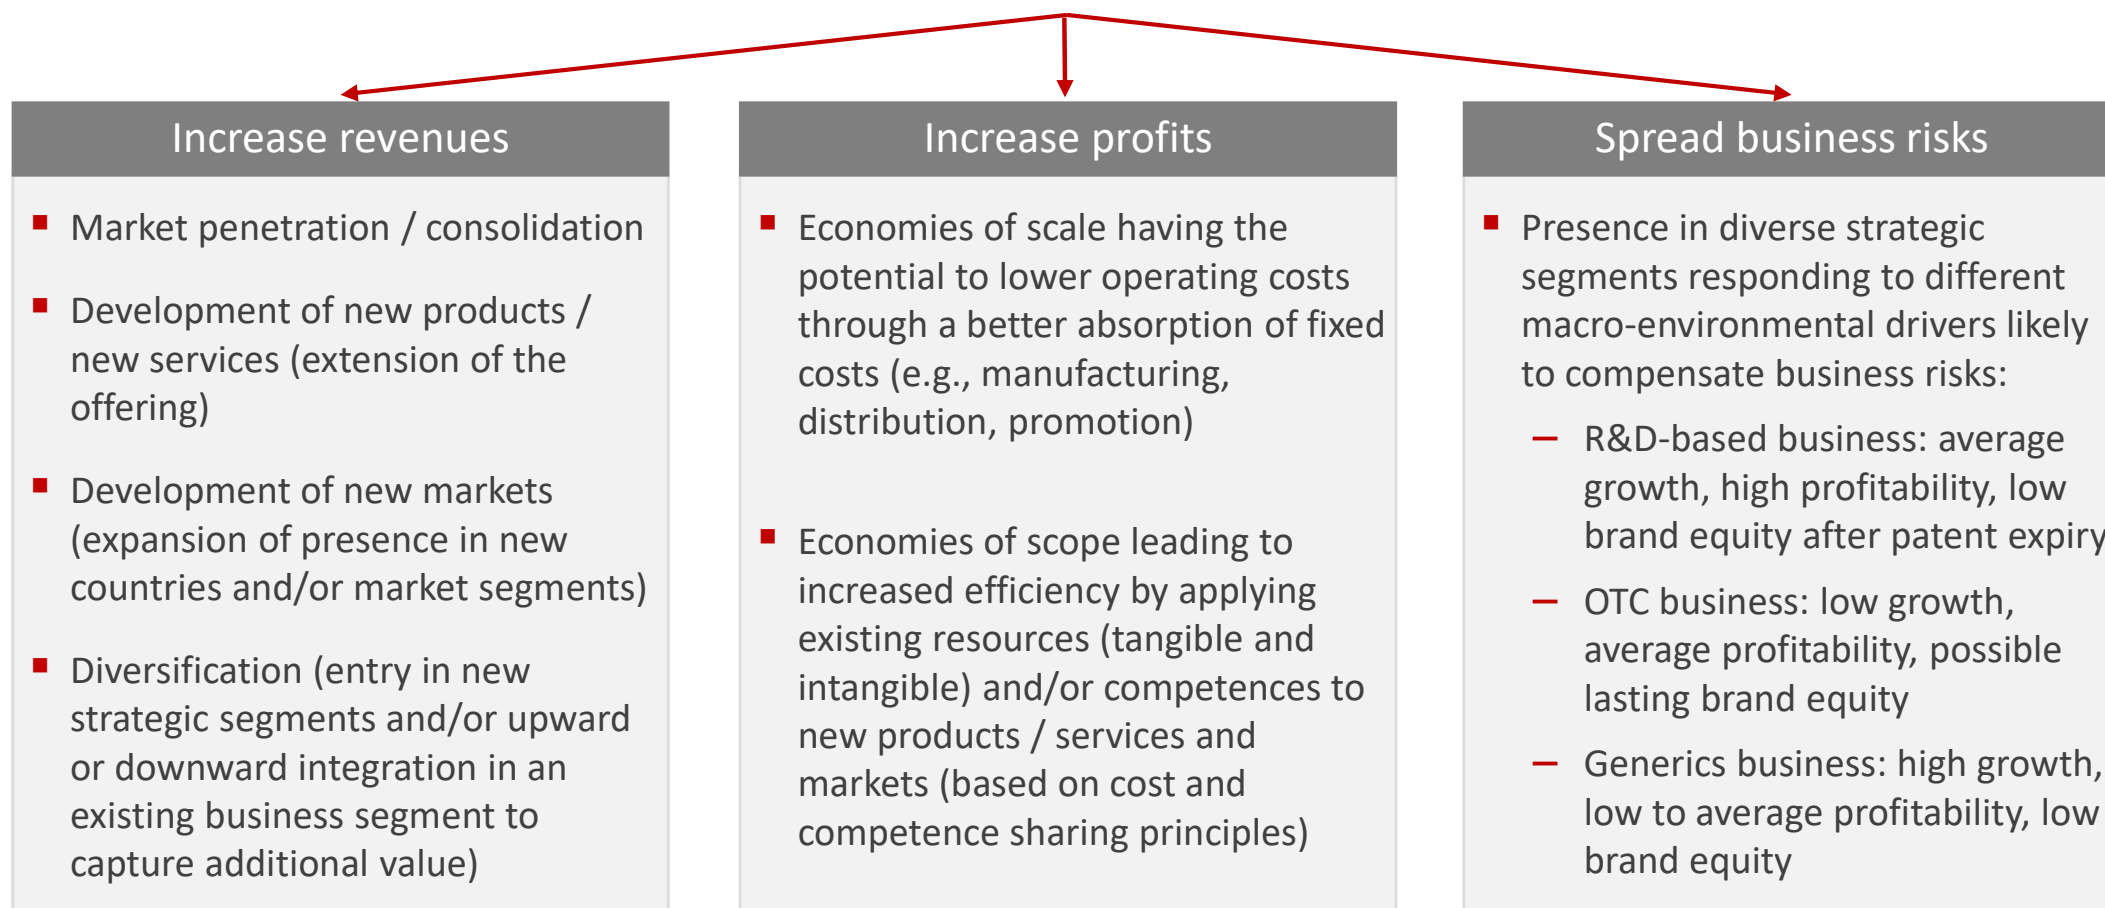 Increase revenues
▪ Market penetration / consolidation
▪ Development of new products /
new services (extension of the
offering)
▪ Development of new markets
(expansion of presence in new
countries and/or market segments)
▪ Diversification (entry in new
strategic segments and/or upward
or downward integration in an
existing business segment to
capture additional value)
Increase profits
▪ Economies of scale having the
potential to lower operating costs
through a better absorption of fixed
costs (e.g., manufacturing,
distribution, promotion)
▪ Economies of scope leading to
increased efficiency by applying
existing resources (tangible and
intangible) and/or competences to
new products / services and
markets (based on cost and
competence sharing principles)
Spread business risks
▪ Presence in diverse strategic
segments responding to different
macro-environmental drivers likely
to compensate business risks:
– R&D-based business: average
growth, high profitability, low
brand equity after patent expiry
– OTC business: low growth,
average profitability, possible
lasting brand equity
– Generics business: high growth,
low to average profitability, low
brand equity